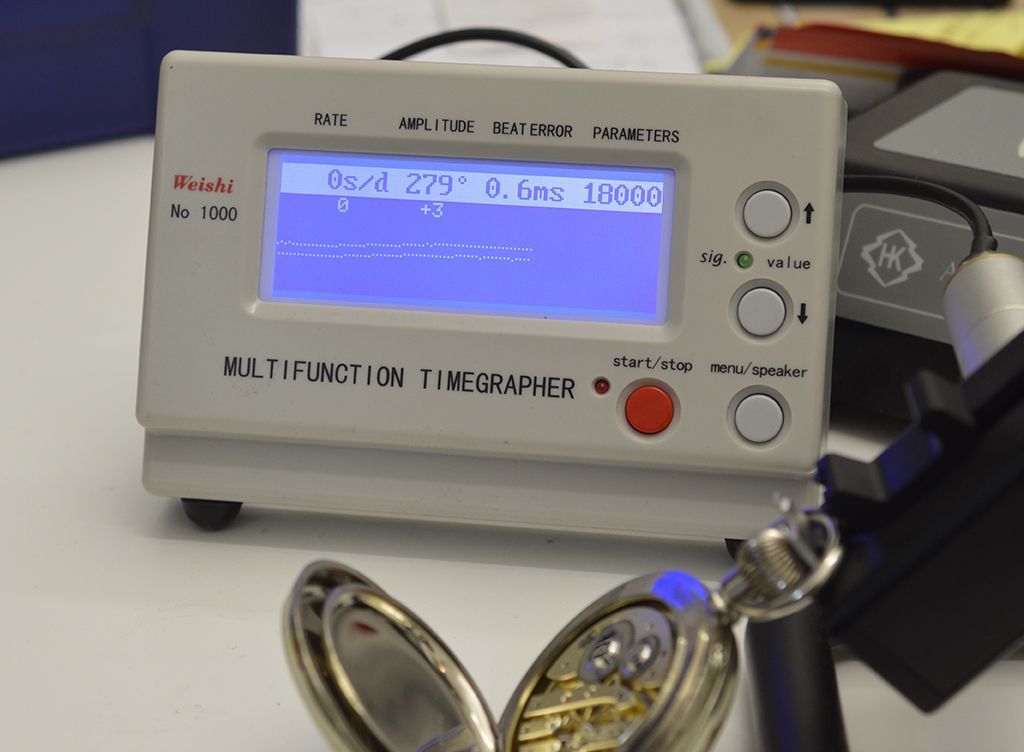 RATE AMPLITUDE BEAT ERROR PARAMETERS
Weishi
No 1000
0s/d 279° 0.6ms 18000
0 +3
sig. value
MULTIFUNCTION TIMEGRAPHER
start/stop menu/speaker
HK
A